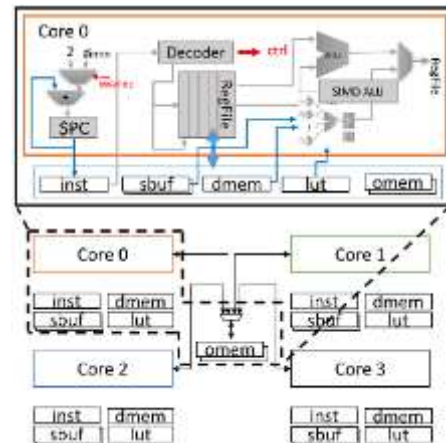 Core 0
2
Decoder
ctrl
RegFile
SIMD ALU
RegFile
SPC
inst
sbuf
dmem
lut
omem
Core 0
Core 1
inst
dmem
sbuf
lut
inst
dmem
sbuf
lut
omem
Core 2
Core 3
inst
dmem
sbuf
lut
inst
dmem
sbuf
lut